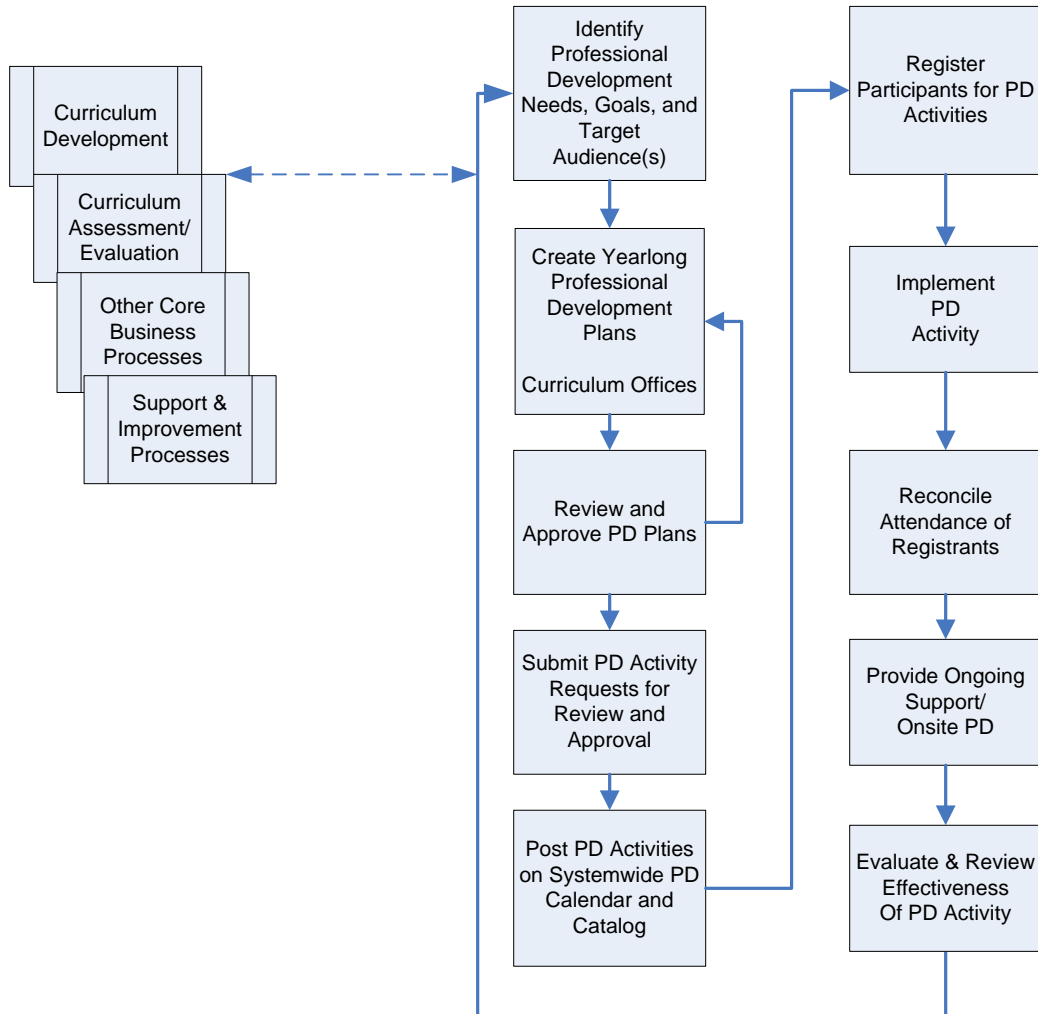 Curriculum
Development
Curriculum
Assessment/
Evaluation
Other Core
Business
Processes
Support &
Improvement
Processes
Identify
Professional
Development
Needs, Goals, and
Target
Audience(s)
Create Yearlong
Professional
Development
Plans
Curriculum Offices
Review and
Approve PD Plans
Submit PD Activity
Requests for
Review and
Approval
Post PD Activities
on Systemwide PD
Calendar and
Catalog
Register
Participants for PD
Activities
Implement
PD
Activity
Reconcile
Attendance of
Registrants
Provide Ongoing
Support/
Onsite PD
Evaluate & Review
Effectiveness
Of PD Activity